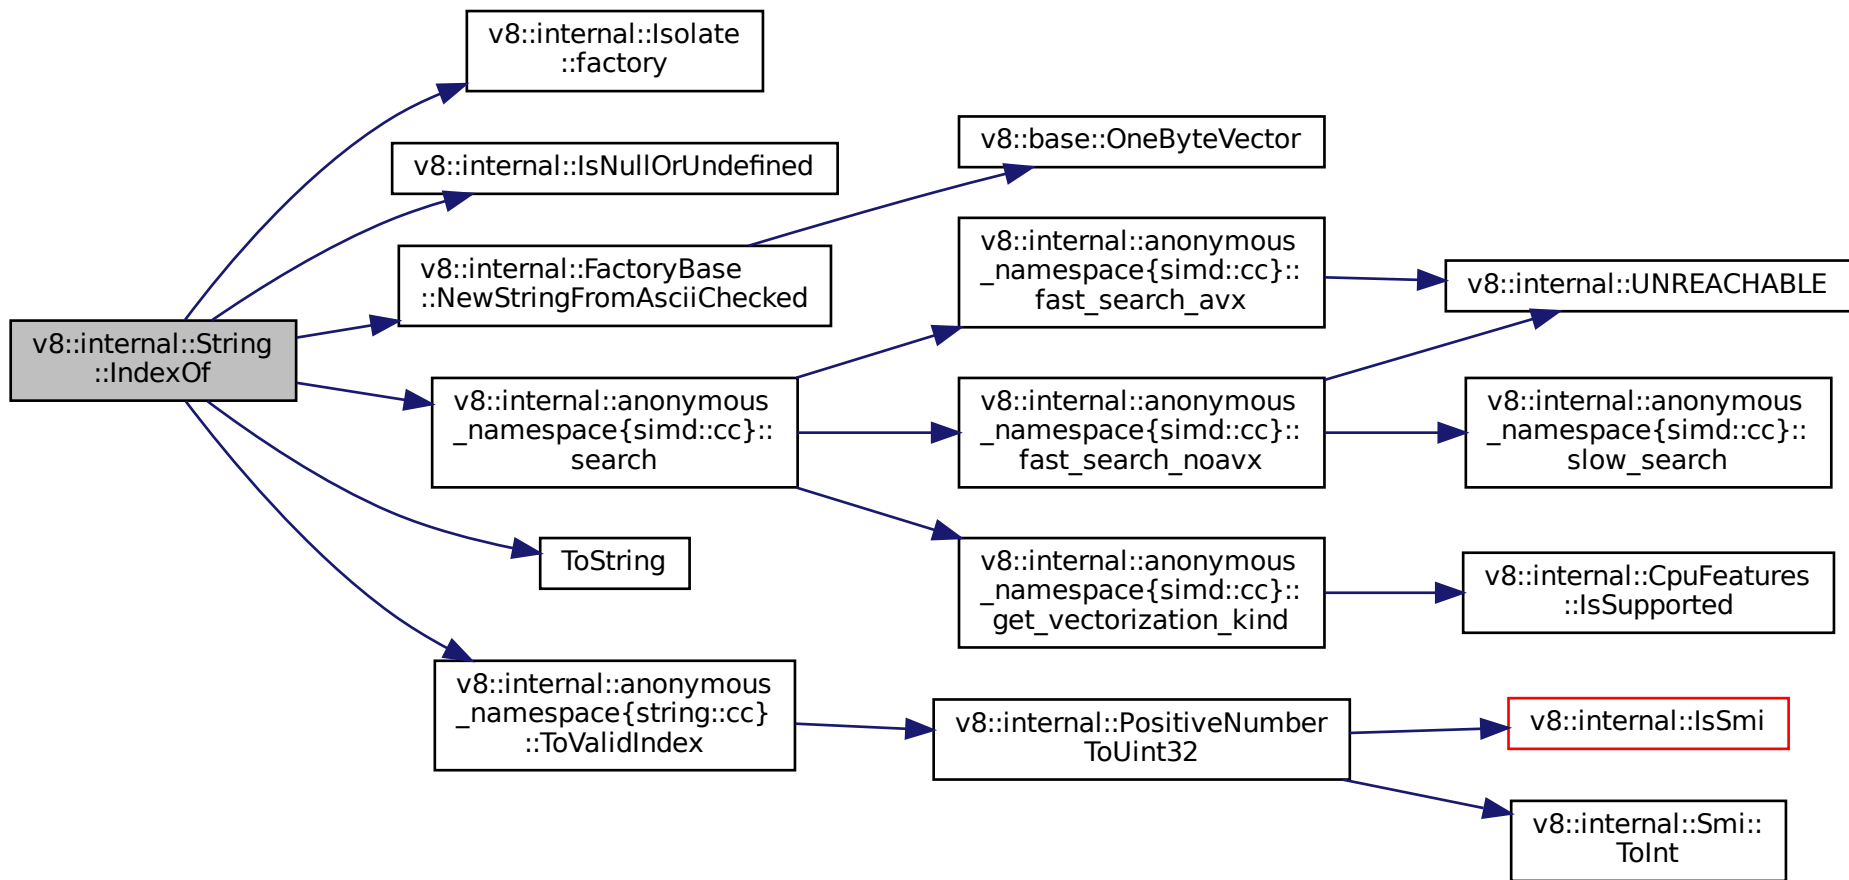 v8::internal::Isolate
::factory
v8::internal::IsNullOrUndefined
v8::internal::FactoryBase
::NewStringFromAsciiChecked
v8::internal::String
::IndexOf
v8::internal::anonymous
_namespace{simd::cc}::
search
ToString
v8::internal::anonymous
_namespace{string::cc}
::ToValidIndex
v8::base::OneByteVector
v8::internal::anonymous
_namespace{simd::cc}::
fast_search_avx
v8::internal::anonymous
_namespace{simd::cc}::
fast_search_noavx
v8::internal::anonymous
_namespace{simd::cc}::
get_vectorization_kind
v8::internal::PositiveNumber
ToUint32
v8::internal::UNREACHABLE
v8::internal::anonymous
_namespace{simd::cc}::
slow_search
v8::internal::CpuFeatures
::IsSupported
v8::internal::IsSmi
v8::internal::Smi::
ToInt